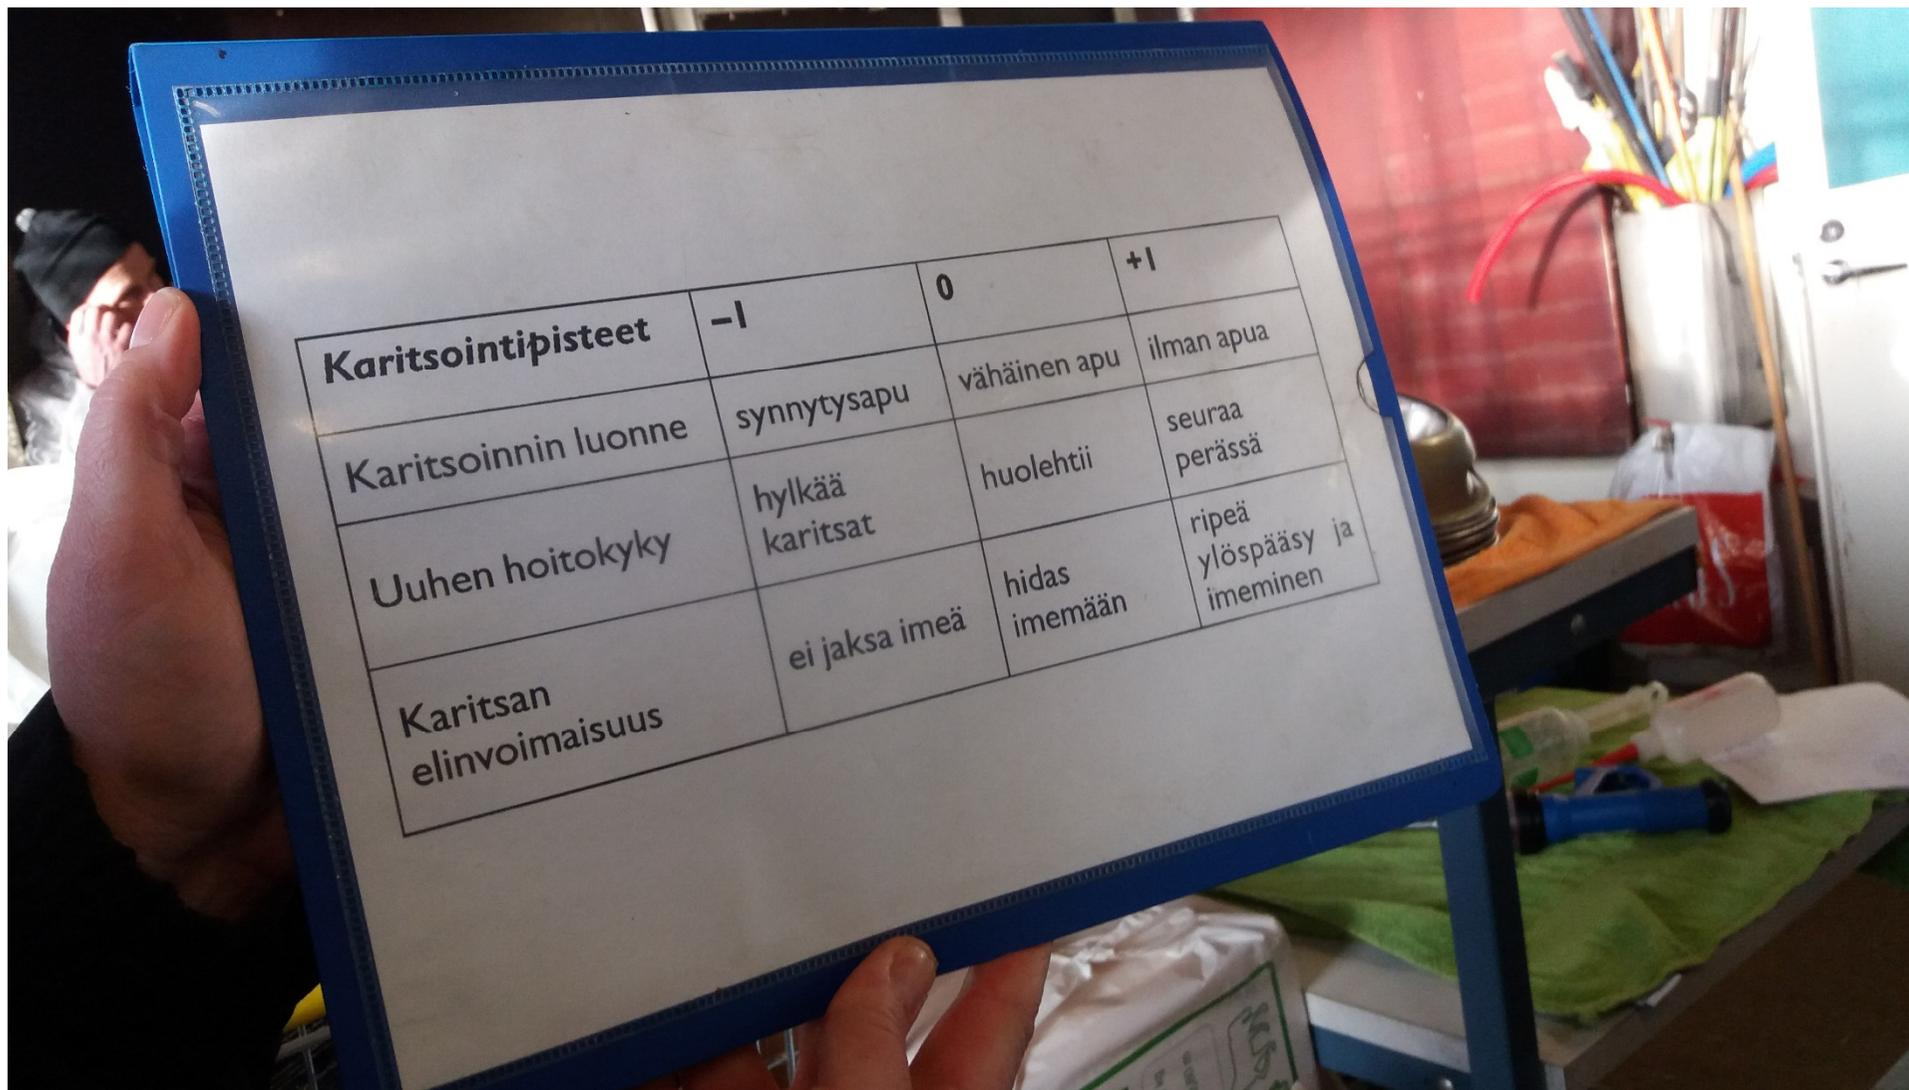 Karitsointipisteet –1 0 +1
Karitsoinnin luonne synnytysapu vähäinen apu ilman apua
Uuhen hoitokyky
hylkää
karitsat
huolehtii
seuraa
perässä
Karitsan
elinvoimaisuus
ei jaksa imeä
hidas
imemään
ripeä
ylöspääsy ja
imeminen